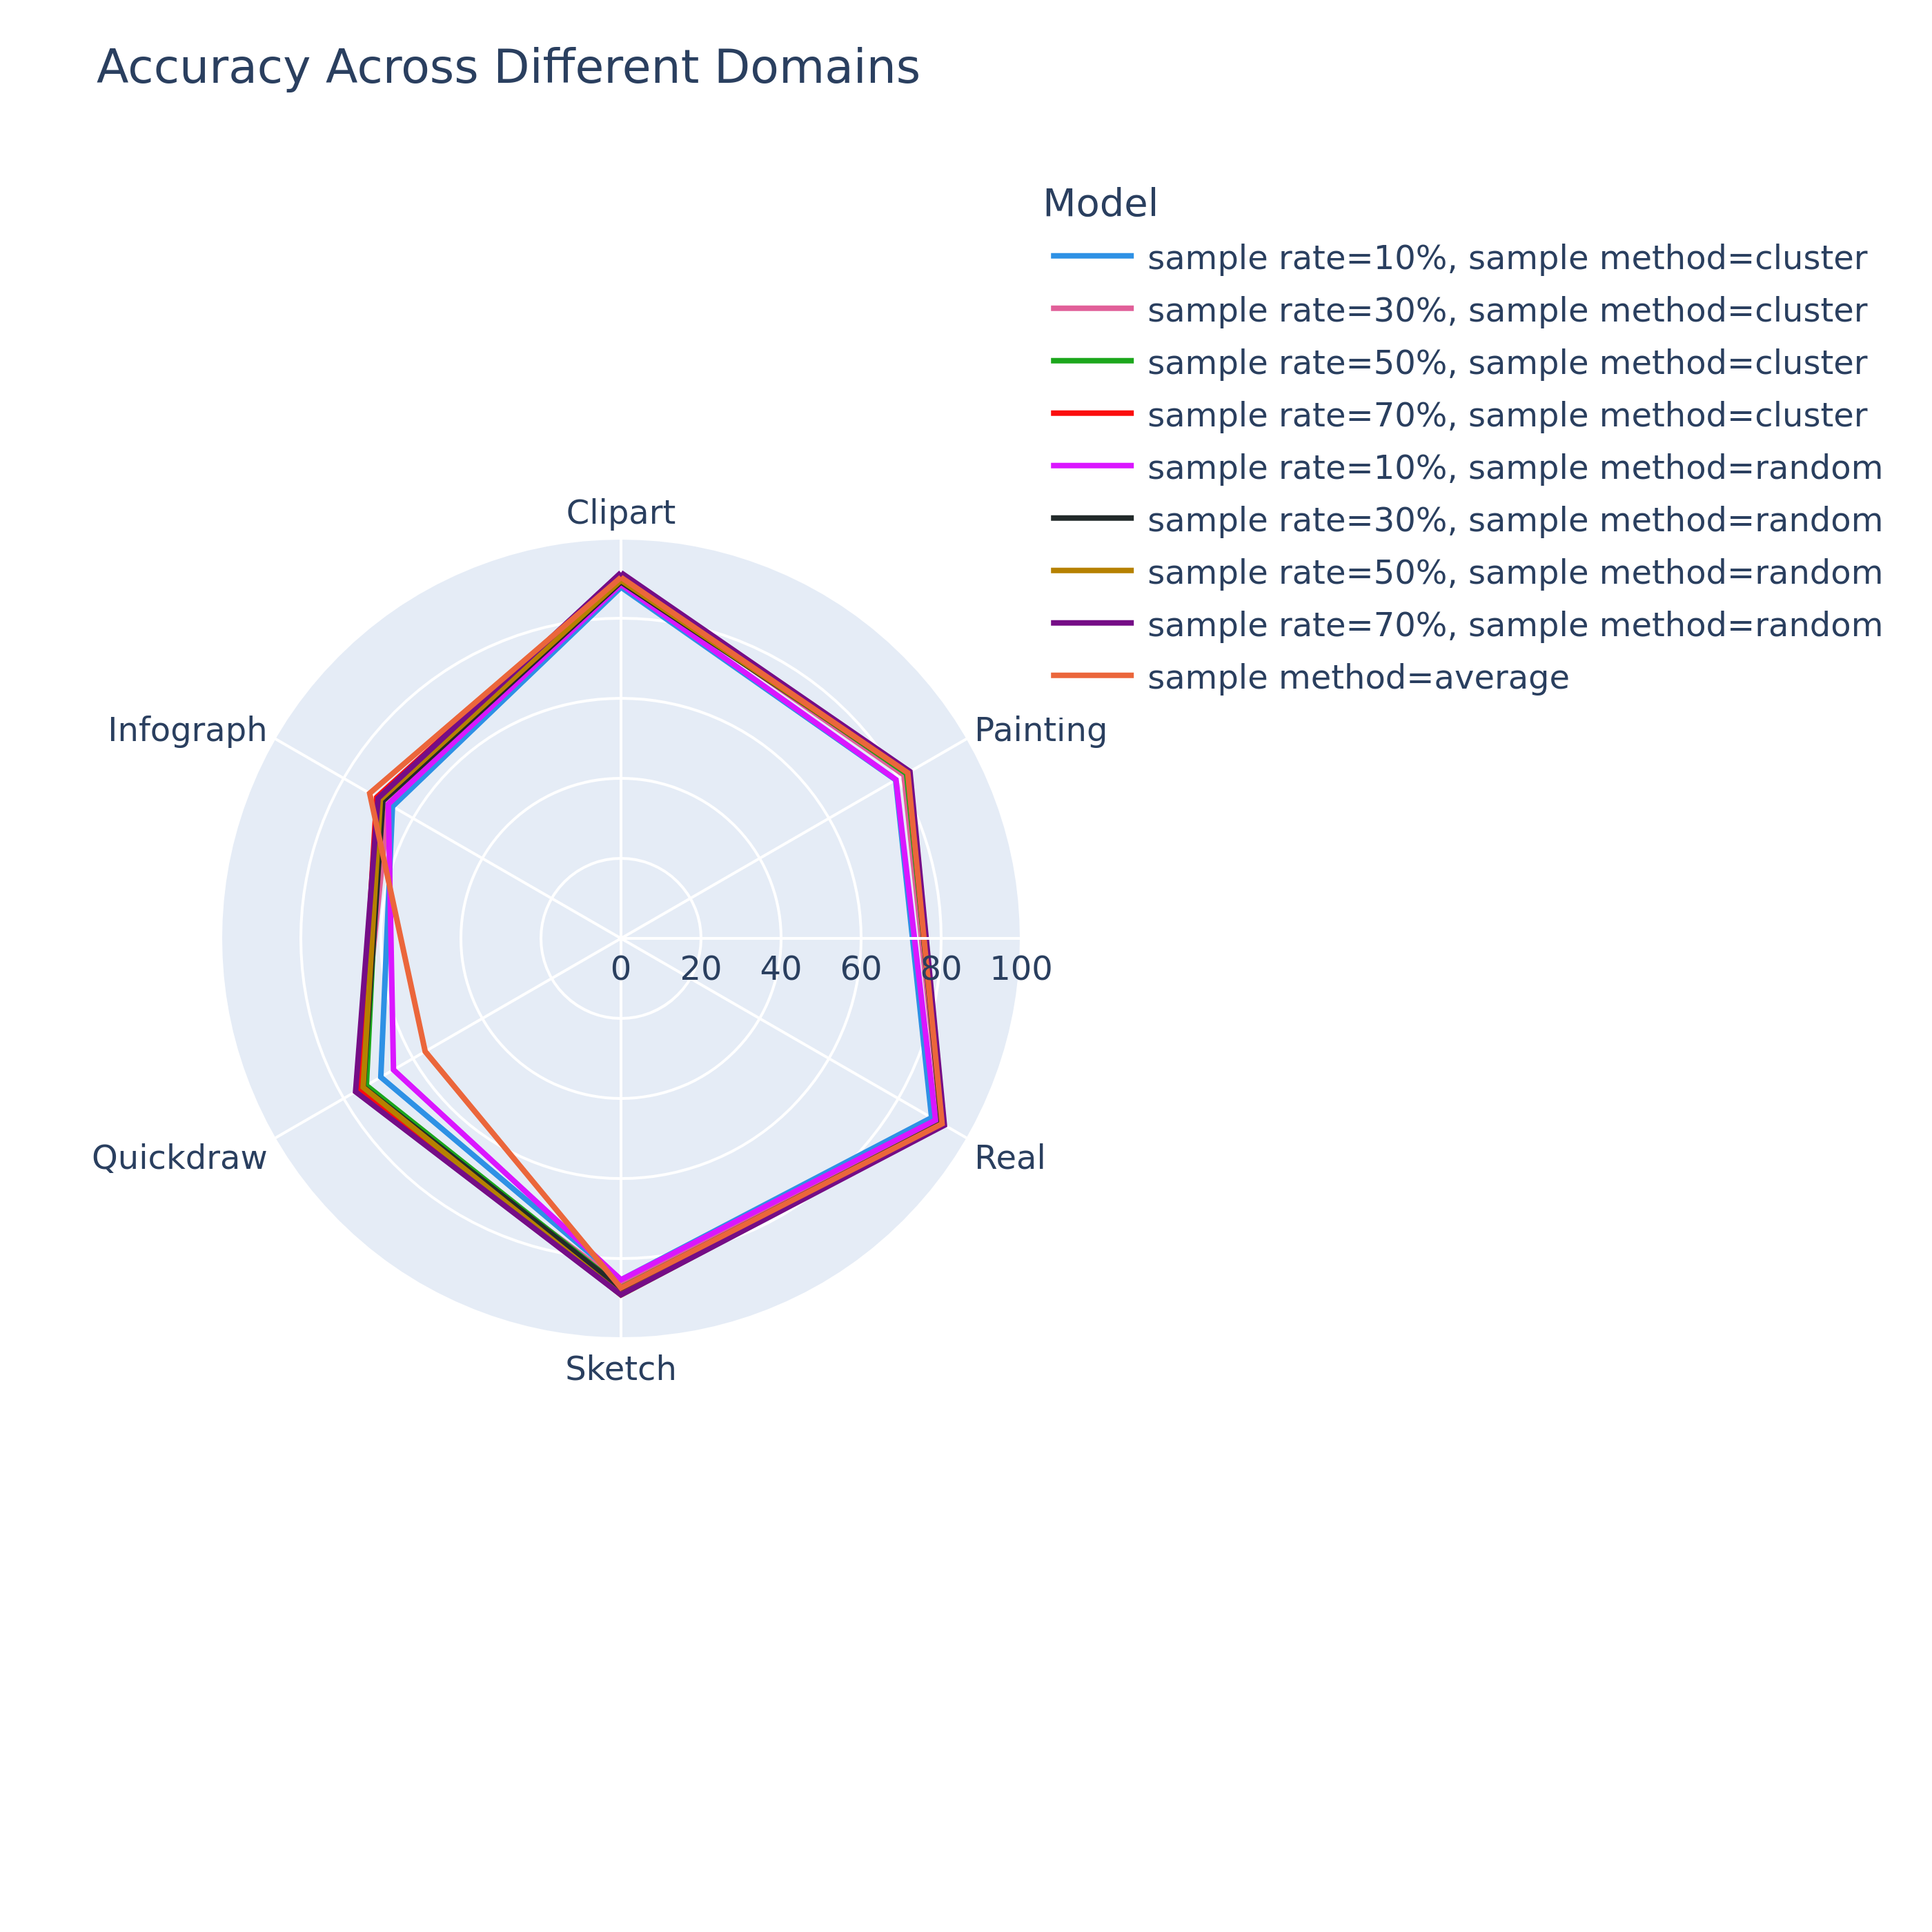 Accuracy Across Different Domains
Model
sample rate=10%, sample method=cluster
sample rate=30%, sample method=cluster
sample rate=50%, sample method=cluster
sample rate=70%, sample method=cluster
sample rate=10%, sample method=random
sample rate=30%, sample method=random
sample rate=50%, sample method=random
sample rate=70%, sample method=random
sample method=average
Clipart
Painting
Infograph
0 20 40 60 80 100
Quickdraw
Real
Sketch